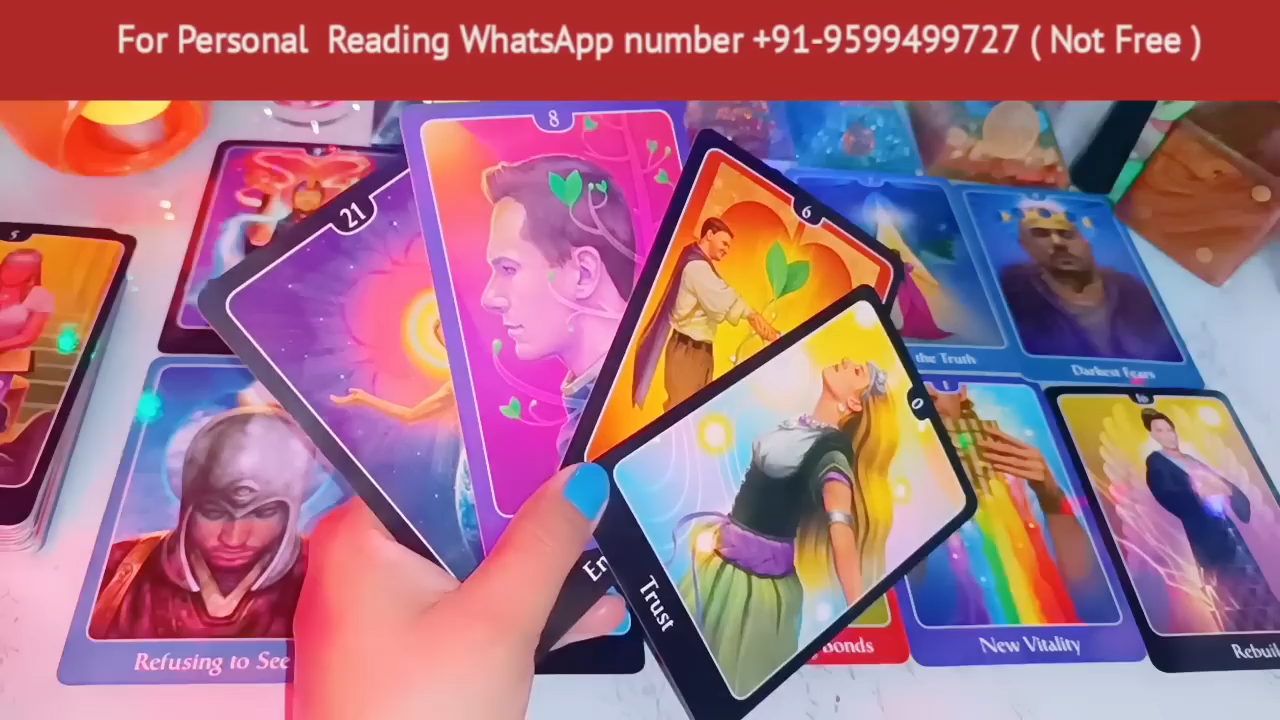 For Personal Reading WhatsApp number +91-9599499727 ( Not Free )
8
21
6
5
the Truth
Darkest Fears
0
Trust
New Vitality
Refusing to See